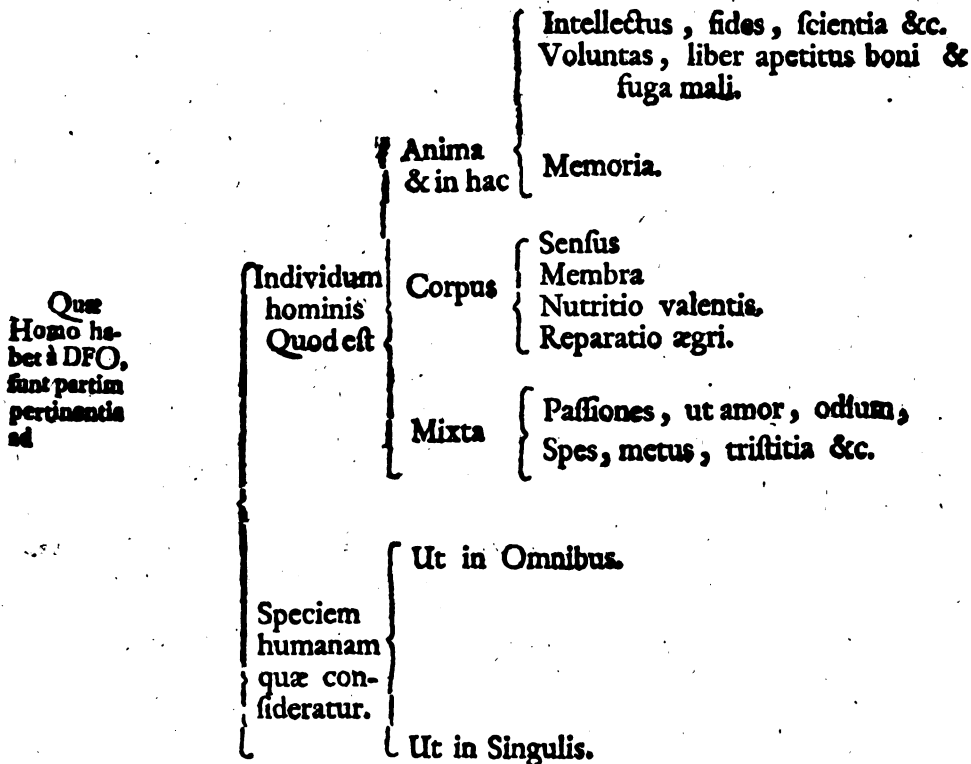 Quæ
Homo ha-
bet à DEO,
ſunt partim
pertinentia
ad
Individum
hominis
Quod eſt
Anima
& in hac
Intellectus , fides , ſcientia &c.
Voluntas , liber apetitus boni &
fuga mali.
Memoria.
Corpus
Senſus
Membra
Nutritio valentis.
Reparatio ægri.
Mixta
Paſſiones , ut amor , odium ,
Spes , metus , triſtitia &c.
Speciem
humanam
quæ con-
ſideratur.
Ut in Omnibus.
Ut in Singulis.